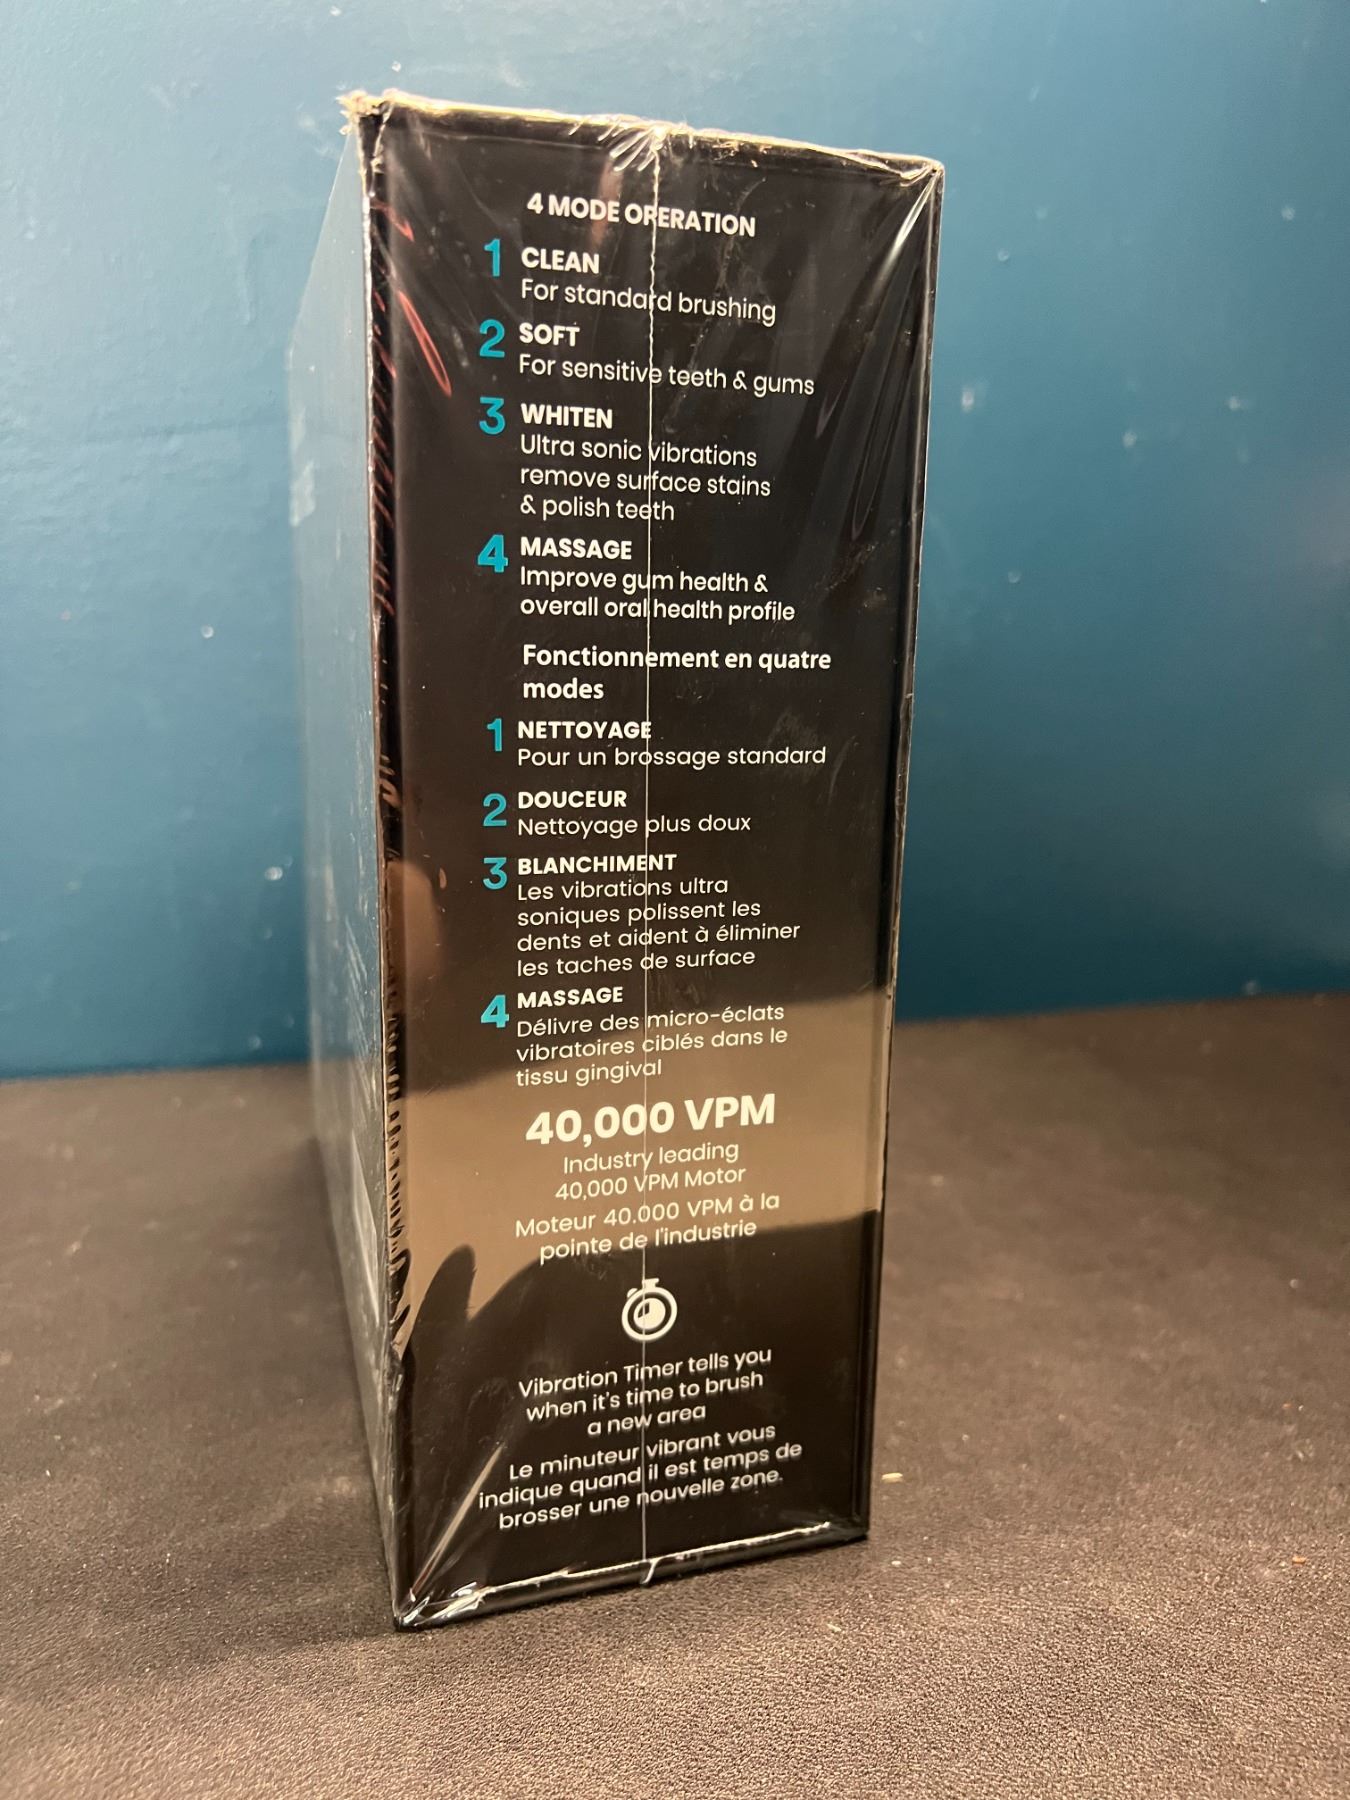 4 MODE OPERATION
1 CLEAN
For standard brushing
2 SOFT
For sensitive teeth & gums
3 WHITEN
Ultra sonic vibrations
remove surface stains
& polish teeth
4 MASSAGE
Improve gum health &
overall oral health profile
Fonctionnement en quatre
modes
1 NETTOYAGE
Pour un brossage standard
2 DOUCEUR
Nettoyage plus doux
3 BLANCHIMENT
Les vibrations ultra
soniques polissent les
dents et aident à éliminer
les taches de surface
4 MASSAGE
Délivre des micro-éclats
vibratoires ciblés dans le
tissu gingival
40,000 VPM
Industry leading
40,000 VPM Motor
Moteur 40.000 VPM à la
pointe de l'industrie
Vibration Timer tells you
when it's time to brush
a new area
Le minuteur vibrant vous
indique quand il est temps de
brosser une nouvelle zone.